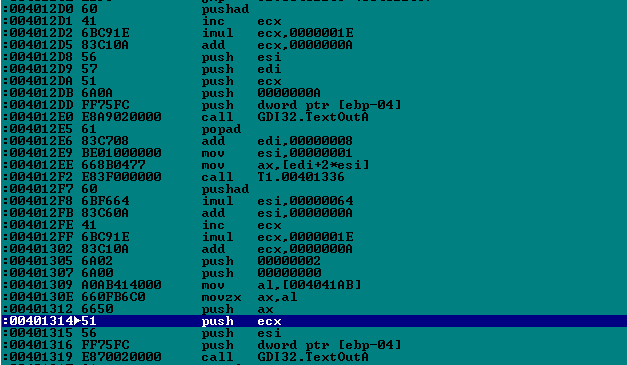 :004012D0 60 pushad
:004012D1 41 inc ecx
:004012D2 6BC91E imul ecx,0000001E
:004012D5 83C10A add ecx,0000000A
:004012D8 56 push esi
:004012D9 57 push edi
:004012DA 51 push ecx
:004012DB 6A0A push 0000000A
:004012DD FF75FC push dword ptr [ebp-04]
:004012E0 E8A9020000 call GDI32.TextOutA
:004012E5 61 popad
:004012E6 83C708 add edi,00000008
:004012E9 BE01000000 mov esi,00000001
:004012EE 668B0477 mov ax,[edi+2*esi]
:004012F2 E83F000000 call T1.00401336
:004012F7 60 pushad
:004012F8 6BF664 imul esi,00000064
:004012FB 83C60A add esi,0000000A
:004012FE 41 inc ecx
:004012FF 6BC91E imul ecx,0000001E
:00401302 83C10A add ecx,0000000A
:00401305 6A02 push 00000002
:00401307 6A00 push 00000000
:00401309 A0AB414000 mov al,[004041AB]
:0040130E 660FB6C0 movzx ax,al
:00401312 6650 push ax
:00401314►51 push ecx
:00401315 56 push esi
:00401316 FF75FC push dword ptr [ebp-04]
:00401319 E870020000 call GDI32.TextOutA